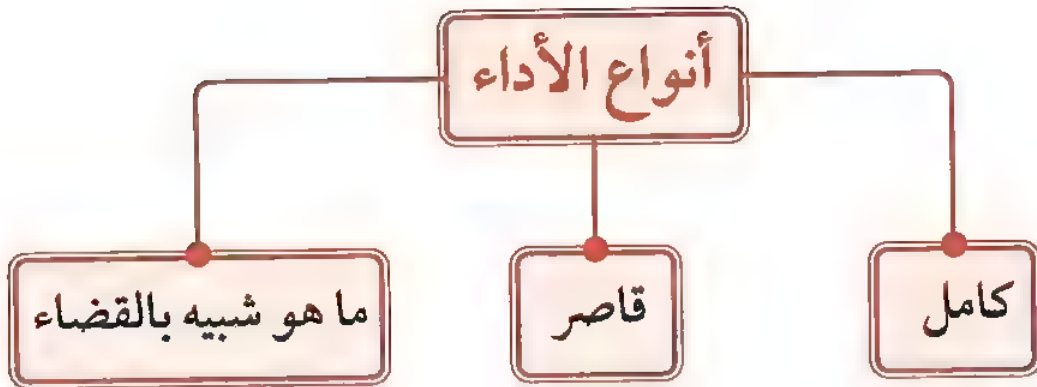 أنواع الأداء
كامل
قاصر
ما هو شبيه بالقضاء